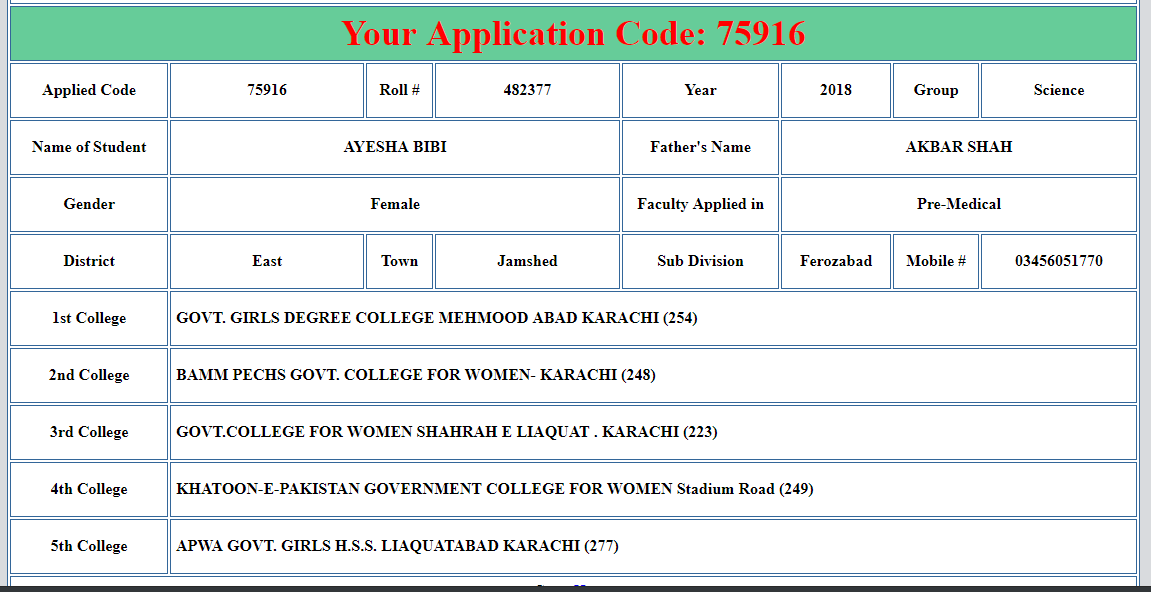 Your Application Code: 75916
Applied Code 75916 Roll # 482377 Year 2018 Group Science
Name of Student AYESHA BIBI Father's Name AKBAR SHAH
Gender Female Faculty Applied in Pre-Medical
District East Town Jamshed Sub Division Ferozabad Mobile # 03456051770
1st College GOVT. GIRLS DEGREE COLLEGE MEHMOOD ABAD KARACHI (254)
2nd College BAMM PECHS GOVT. COLLEGE FOR WOMEN- KARACHI (248)
3rd College GOVT.COLLEGE FOR WOMEN SHAHRAH E LIAQUAT . KARACHI (223)
4th College KHATOON-E-PAKISTAN GOVERNMENT COLLEGE FOR WOMEN Stadium Road (249)
5th College APWA GOVT. GIRLS H.S.S. LIAQUATABAD KARACHI (277)